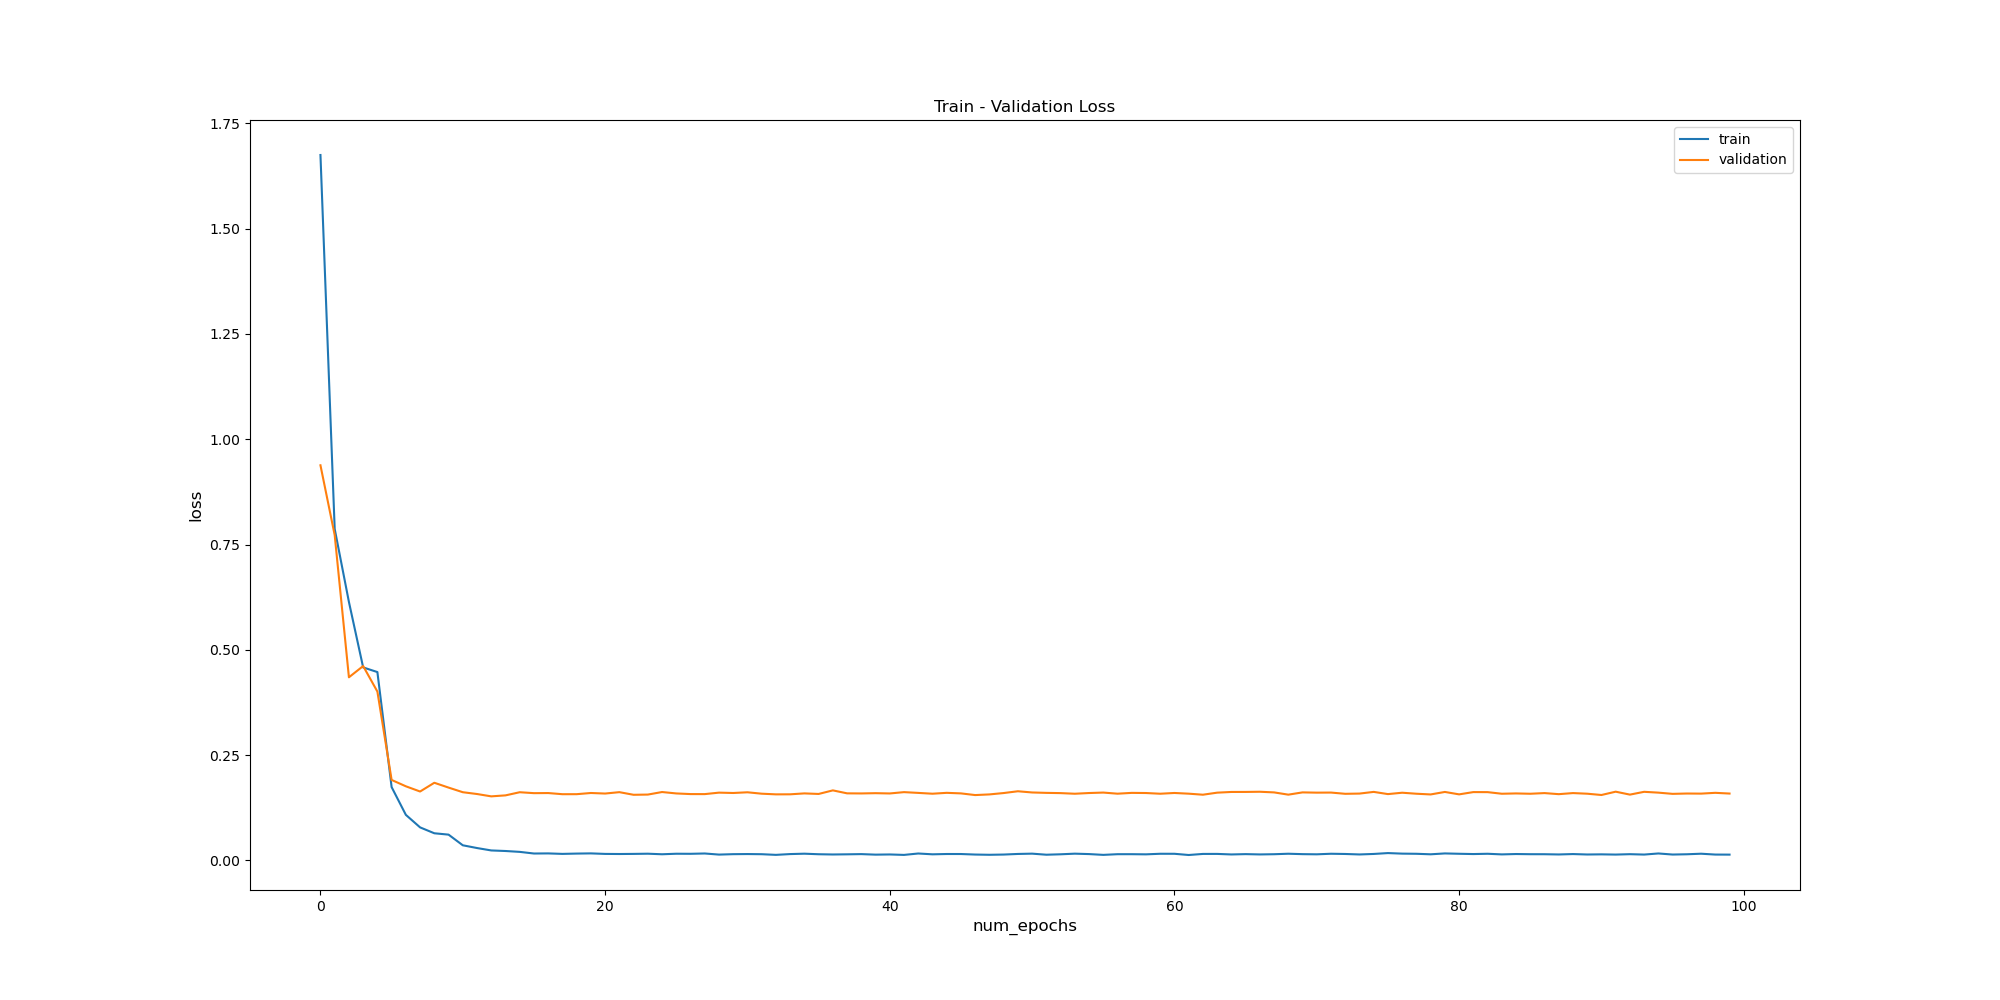 Train - Validation Loss
train
validation
1.75
1.50
1.25
1.00
0.75
0.50
0.25
0.00
loss
0 20 40 60 80 100
num_epochs